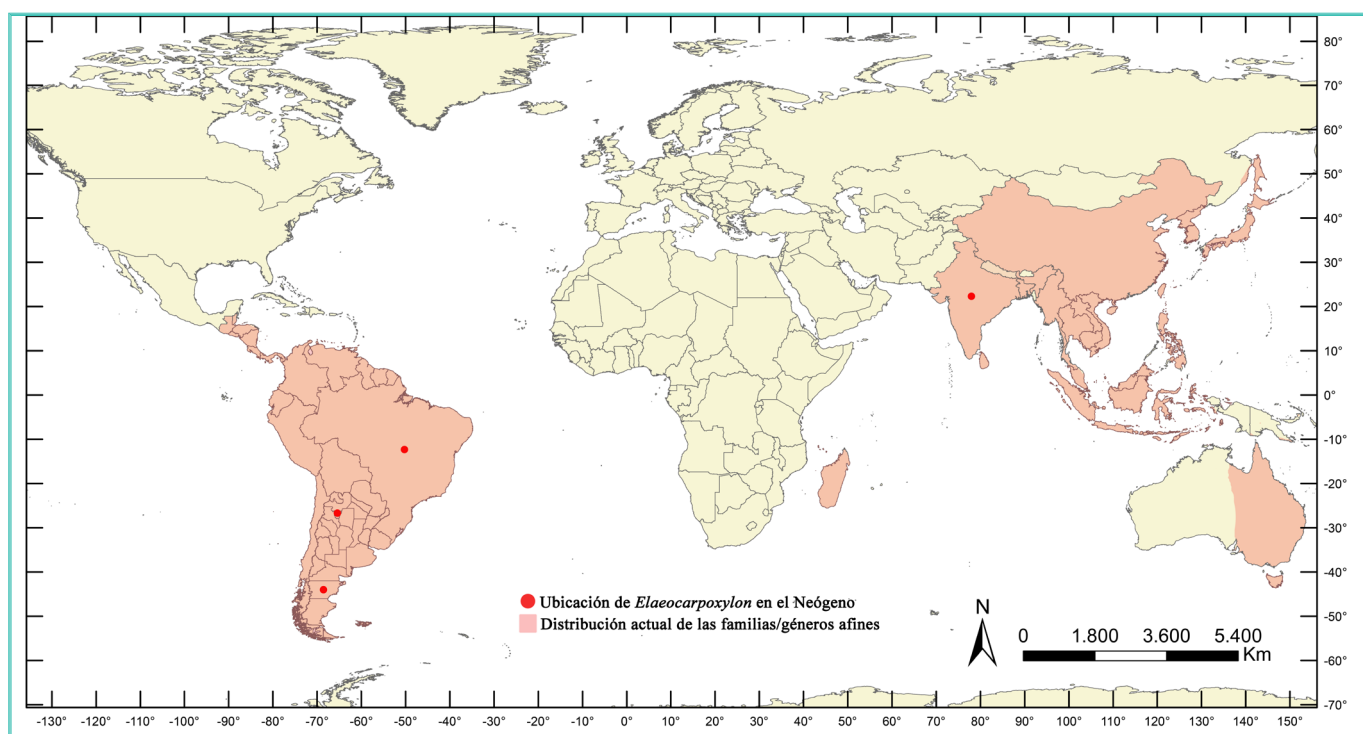 80°
70°
60°
50°
40°
30°
20°
10°
0°
-10°
-20°
-30°
-40°
-50°
-60°
-70°
Ubicación de Elaeocarpoxylon en el Neógeno
Distribución actual de las familias/géneros afines
N
0 1.800 3.600 5.400
Km
-130° -120° -110° -100° -90° -80° -70° -60° -50° -40° -30° -20° -10° 0° 10° 20° 30° 40° 50° 60° 70° 80° 90° 100° 110° 120° 130° 140° 150°